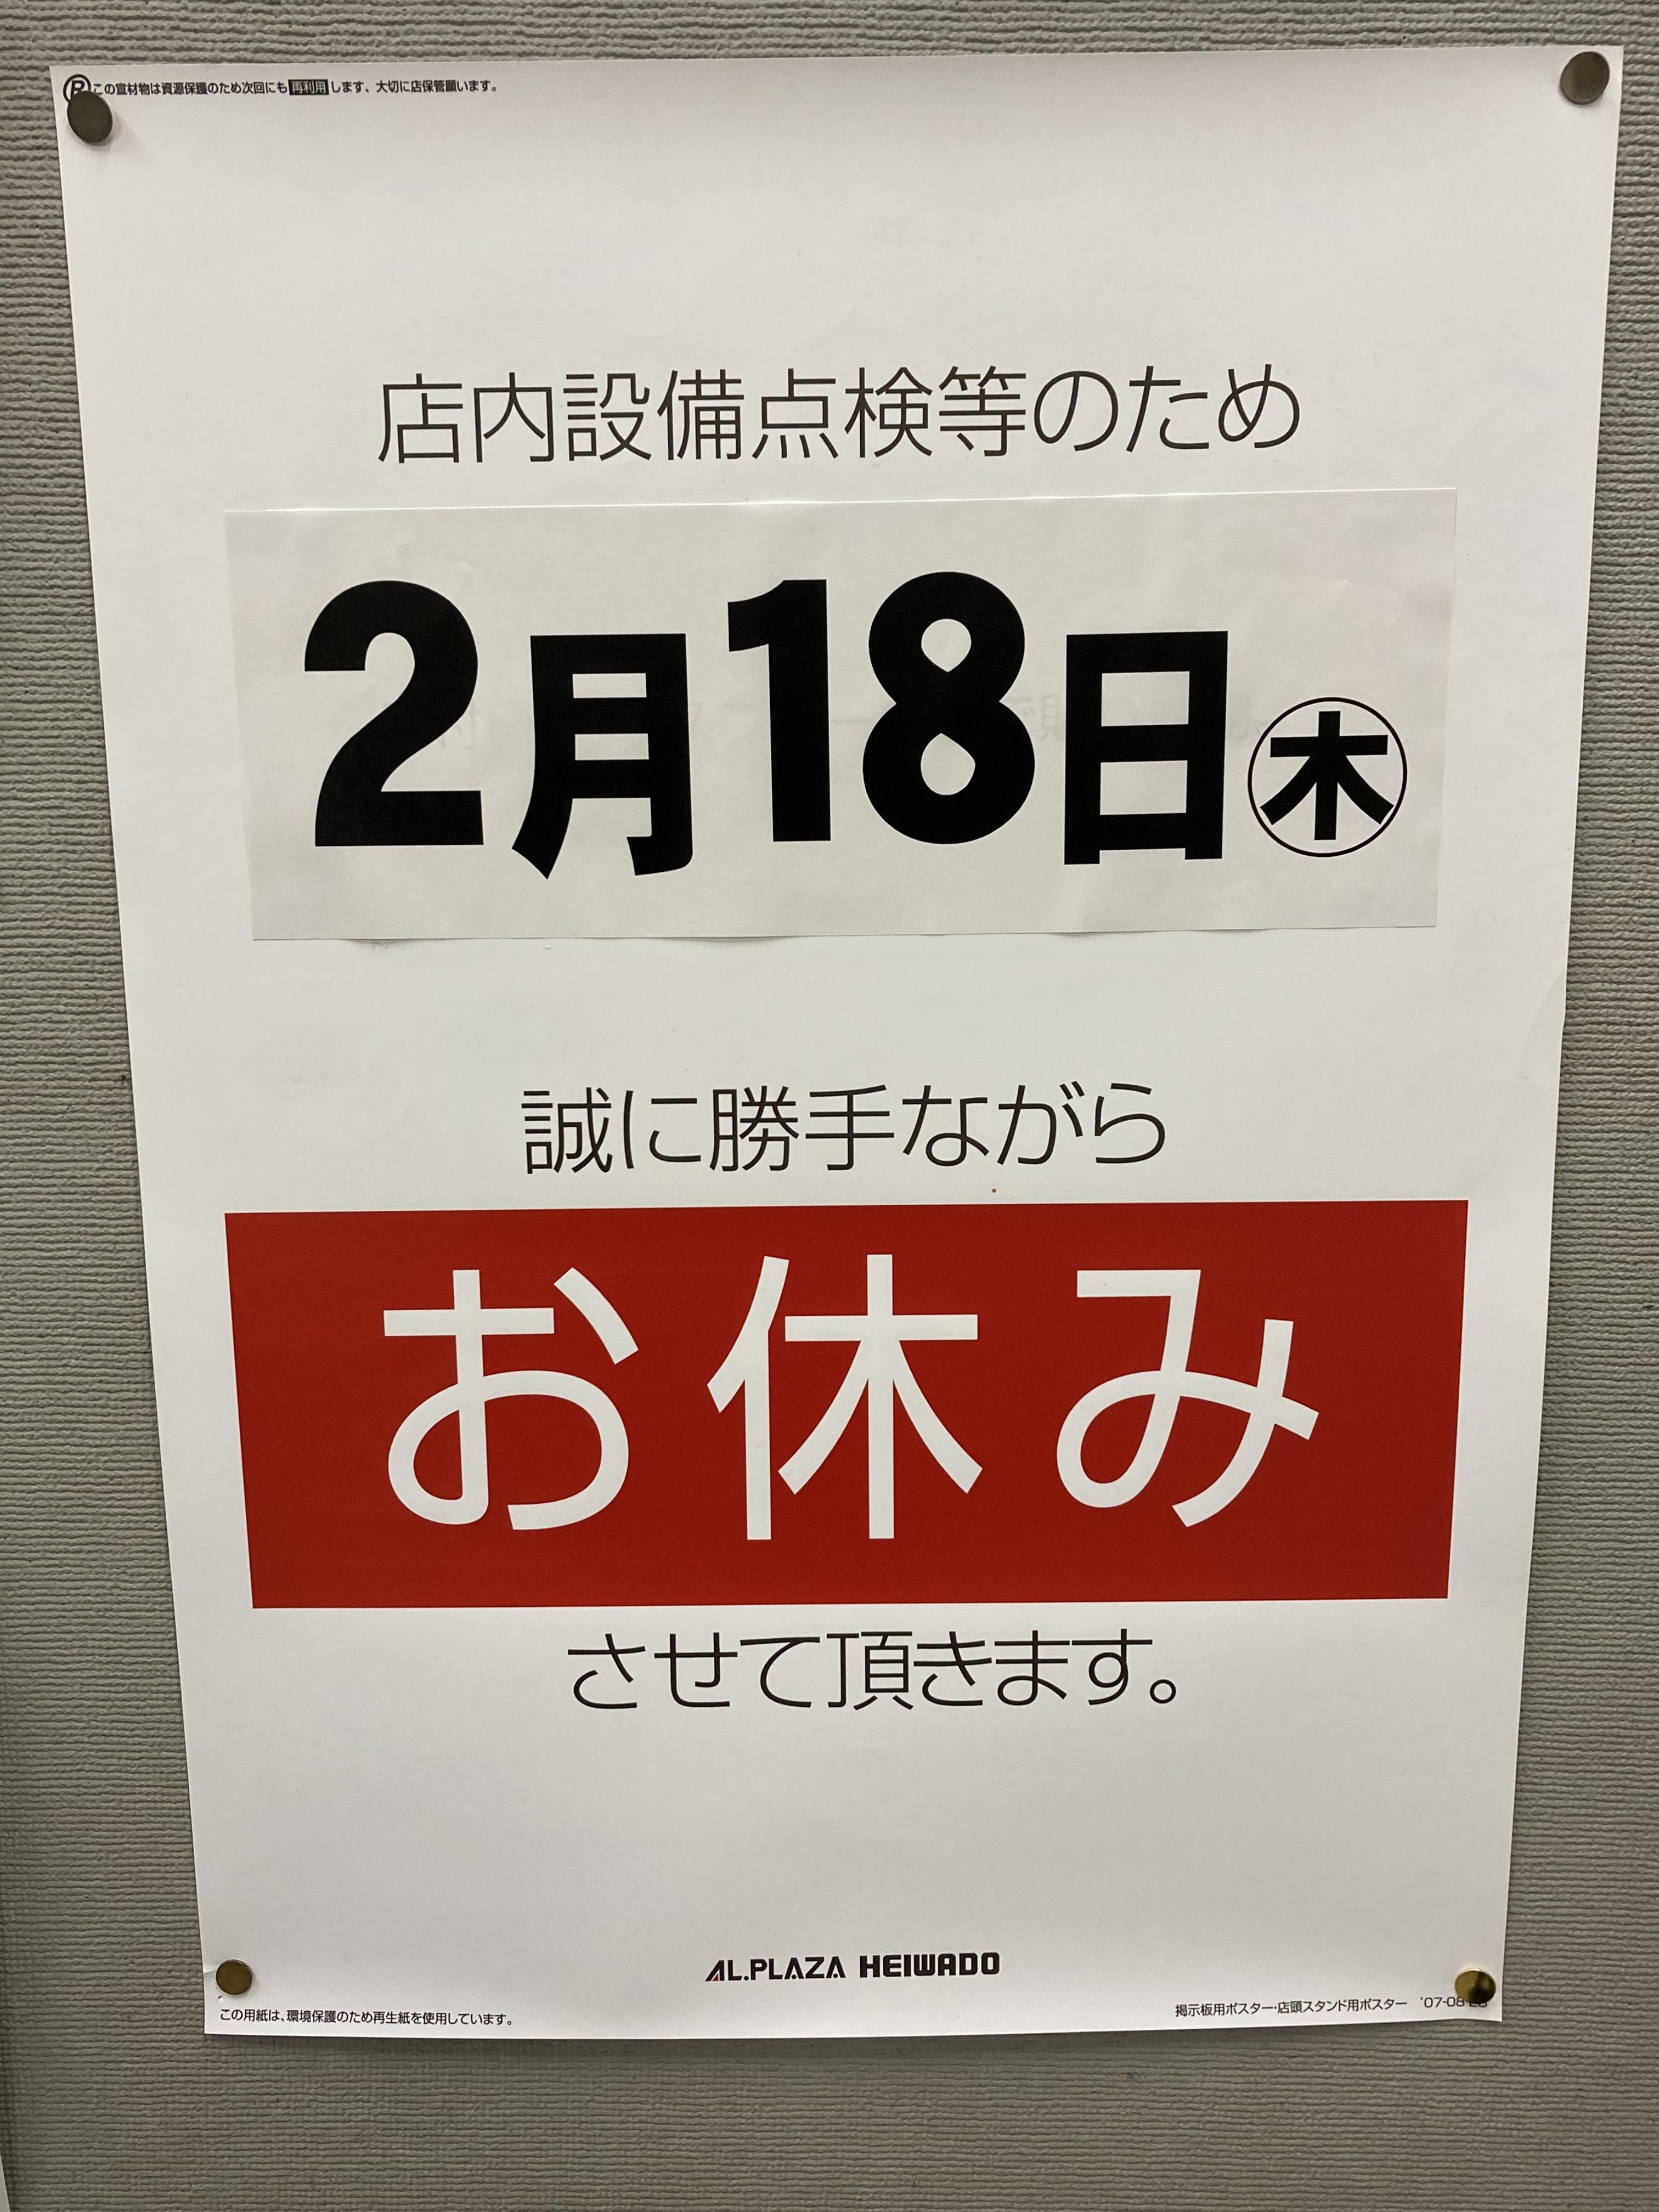 Ⓡこの宣材物は資源保護のため次回にも再利用します、大切に店保管願います。
店内設備点検等のため
2月18日㊍
誠に勝手ながら
お休み
させて頂きます。
AL.PLAZA HEIWADO
この用紙は、環境保護のため再生紙を使用しています。
掲示板用ポスター・店頭スタンド用ポスター '07-08